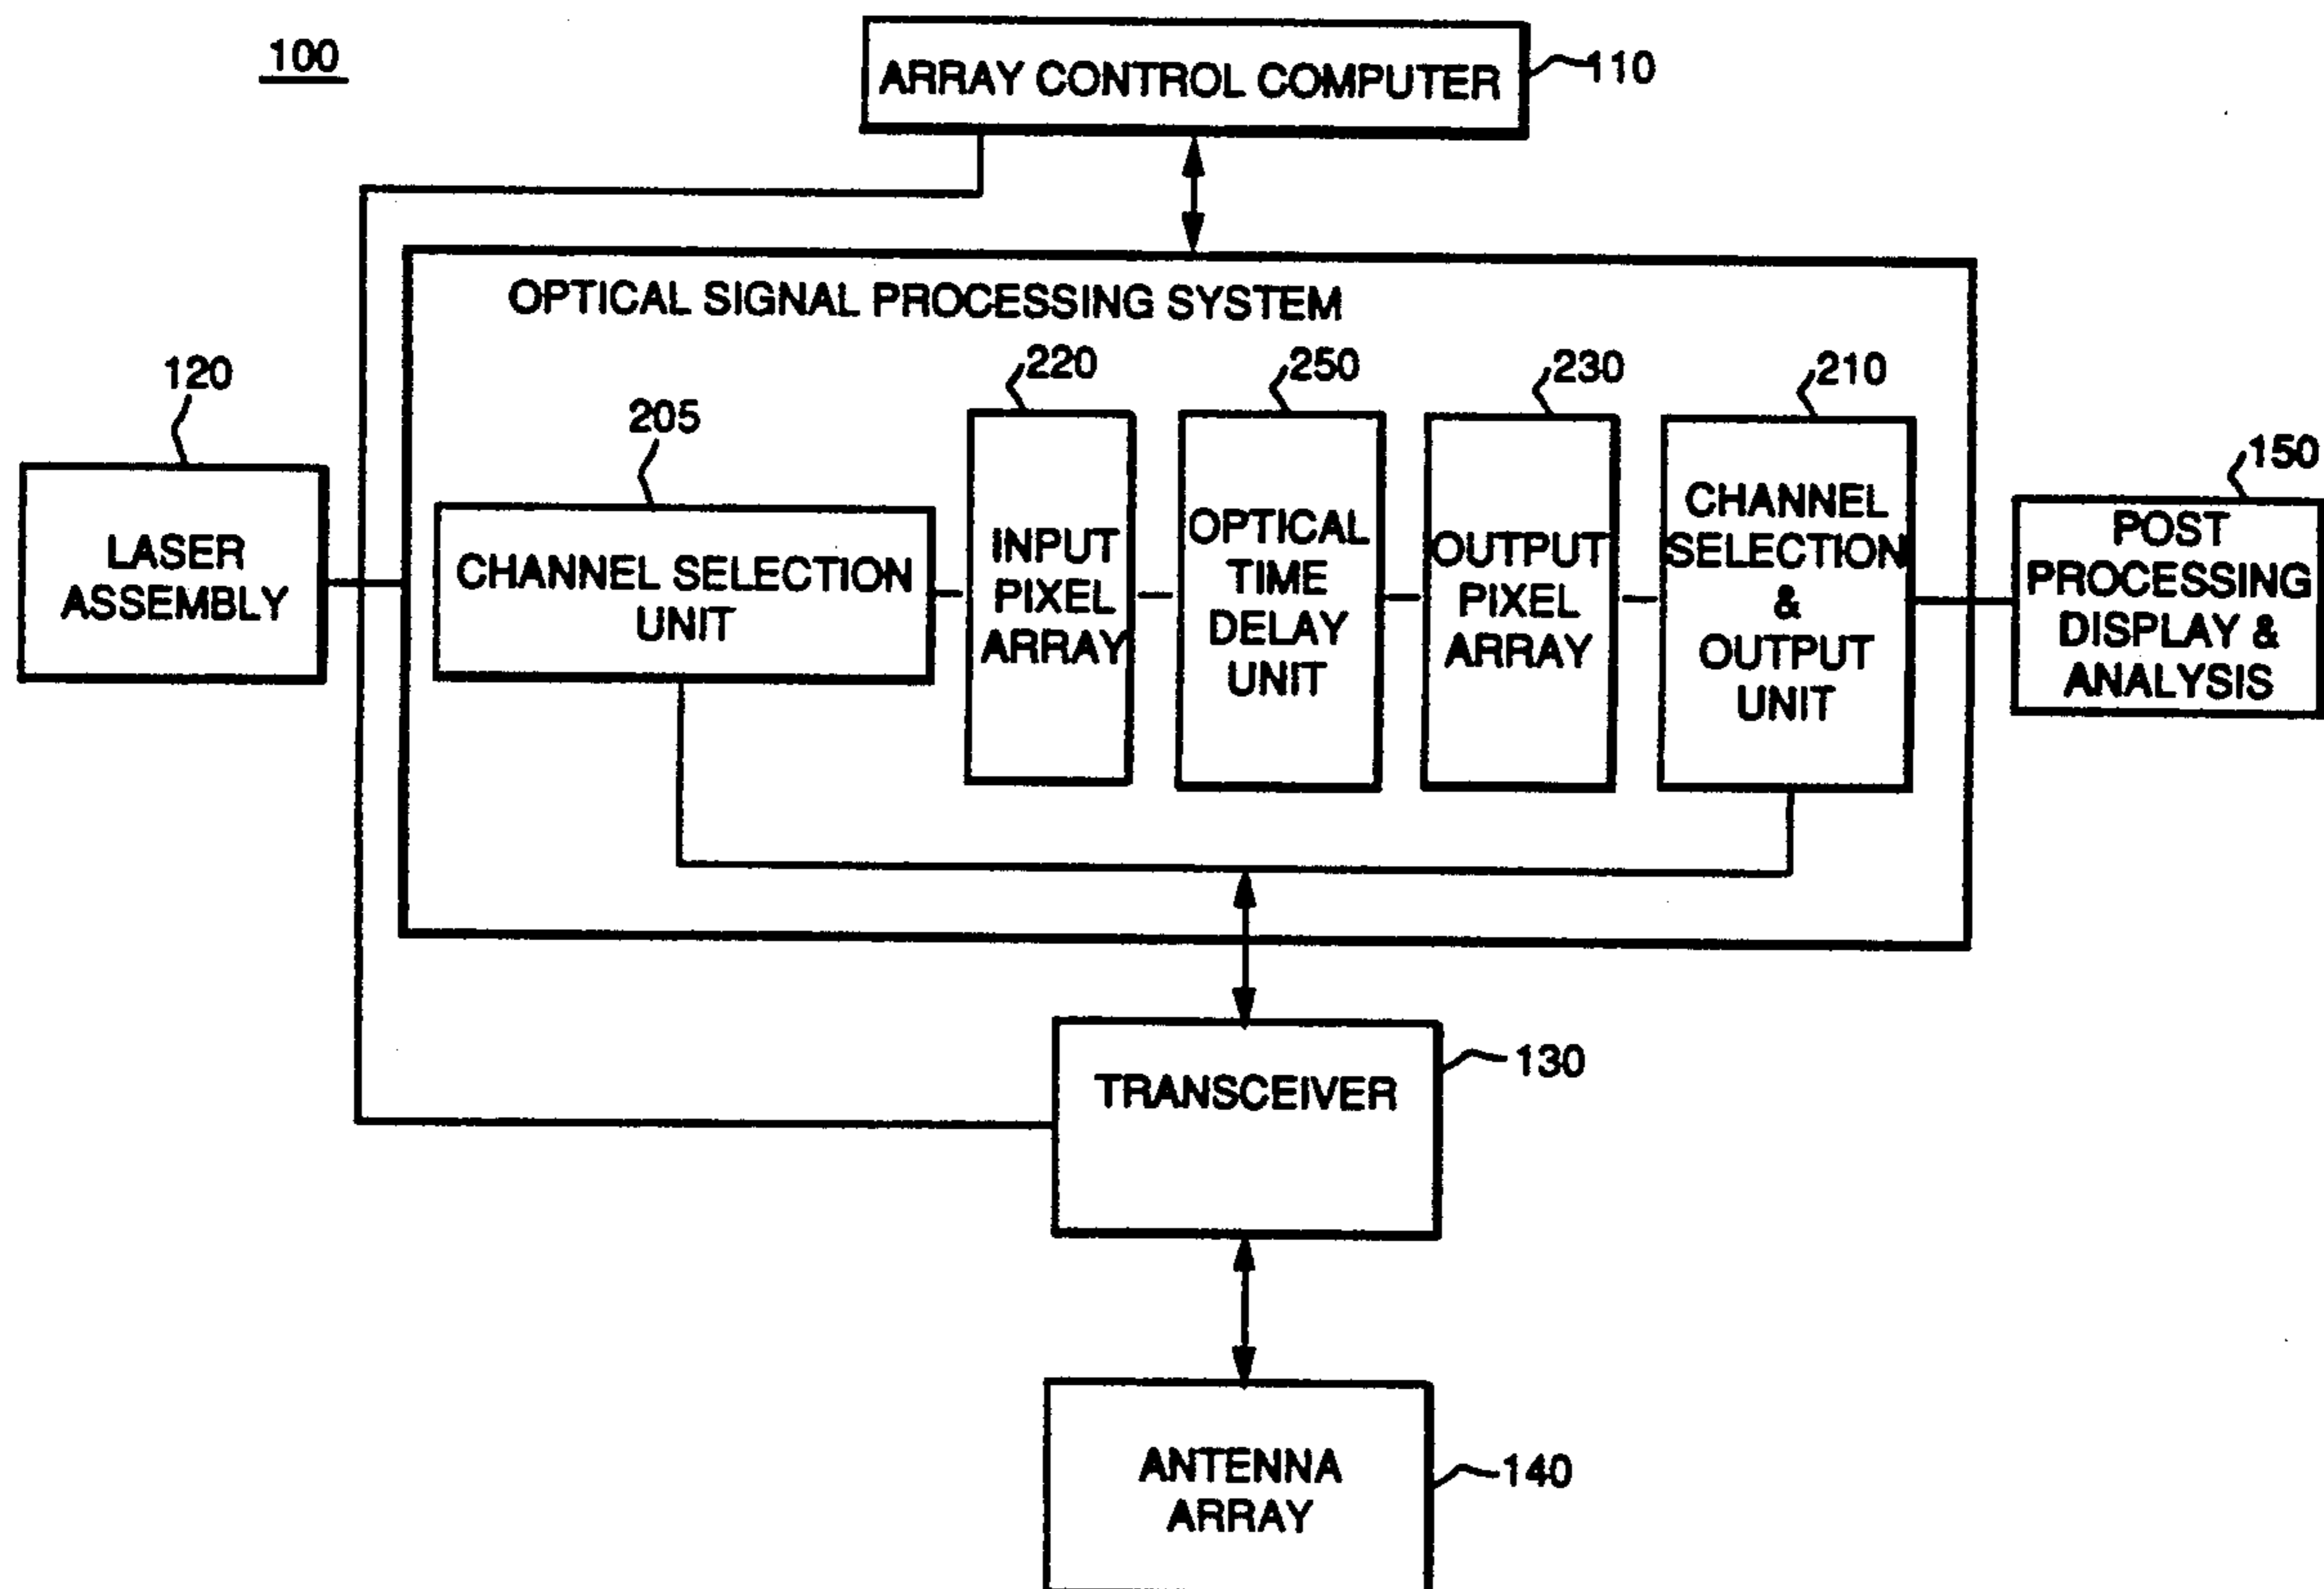 100
ARRAY CONTROL COMPUTER
110
OPTICAL SIGNAL PROCESSING SYSTEM
120
205
220
250
230
210
150
LASER
ASSEMBLY
CHANNEL SELECTION
UNIT
INPUT
PIXEL
ARRAY
OPTICAL
TIME
DELAY
UNIT
OUTPUT
PIXEL
ARRAY
CHANNEL
SELECTION
&
OUTPUT
UNIT
POST
PROCESSING
DISPLAY &
ANALYSIS
TRANSCEIVER
130
ANTENNA
ARRAY
140